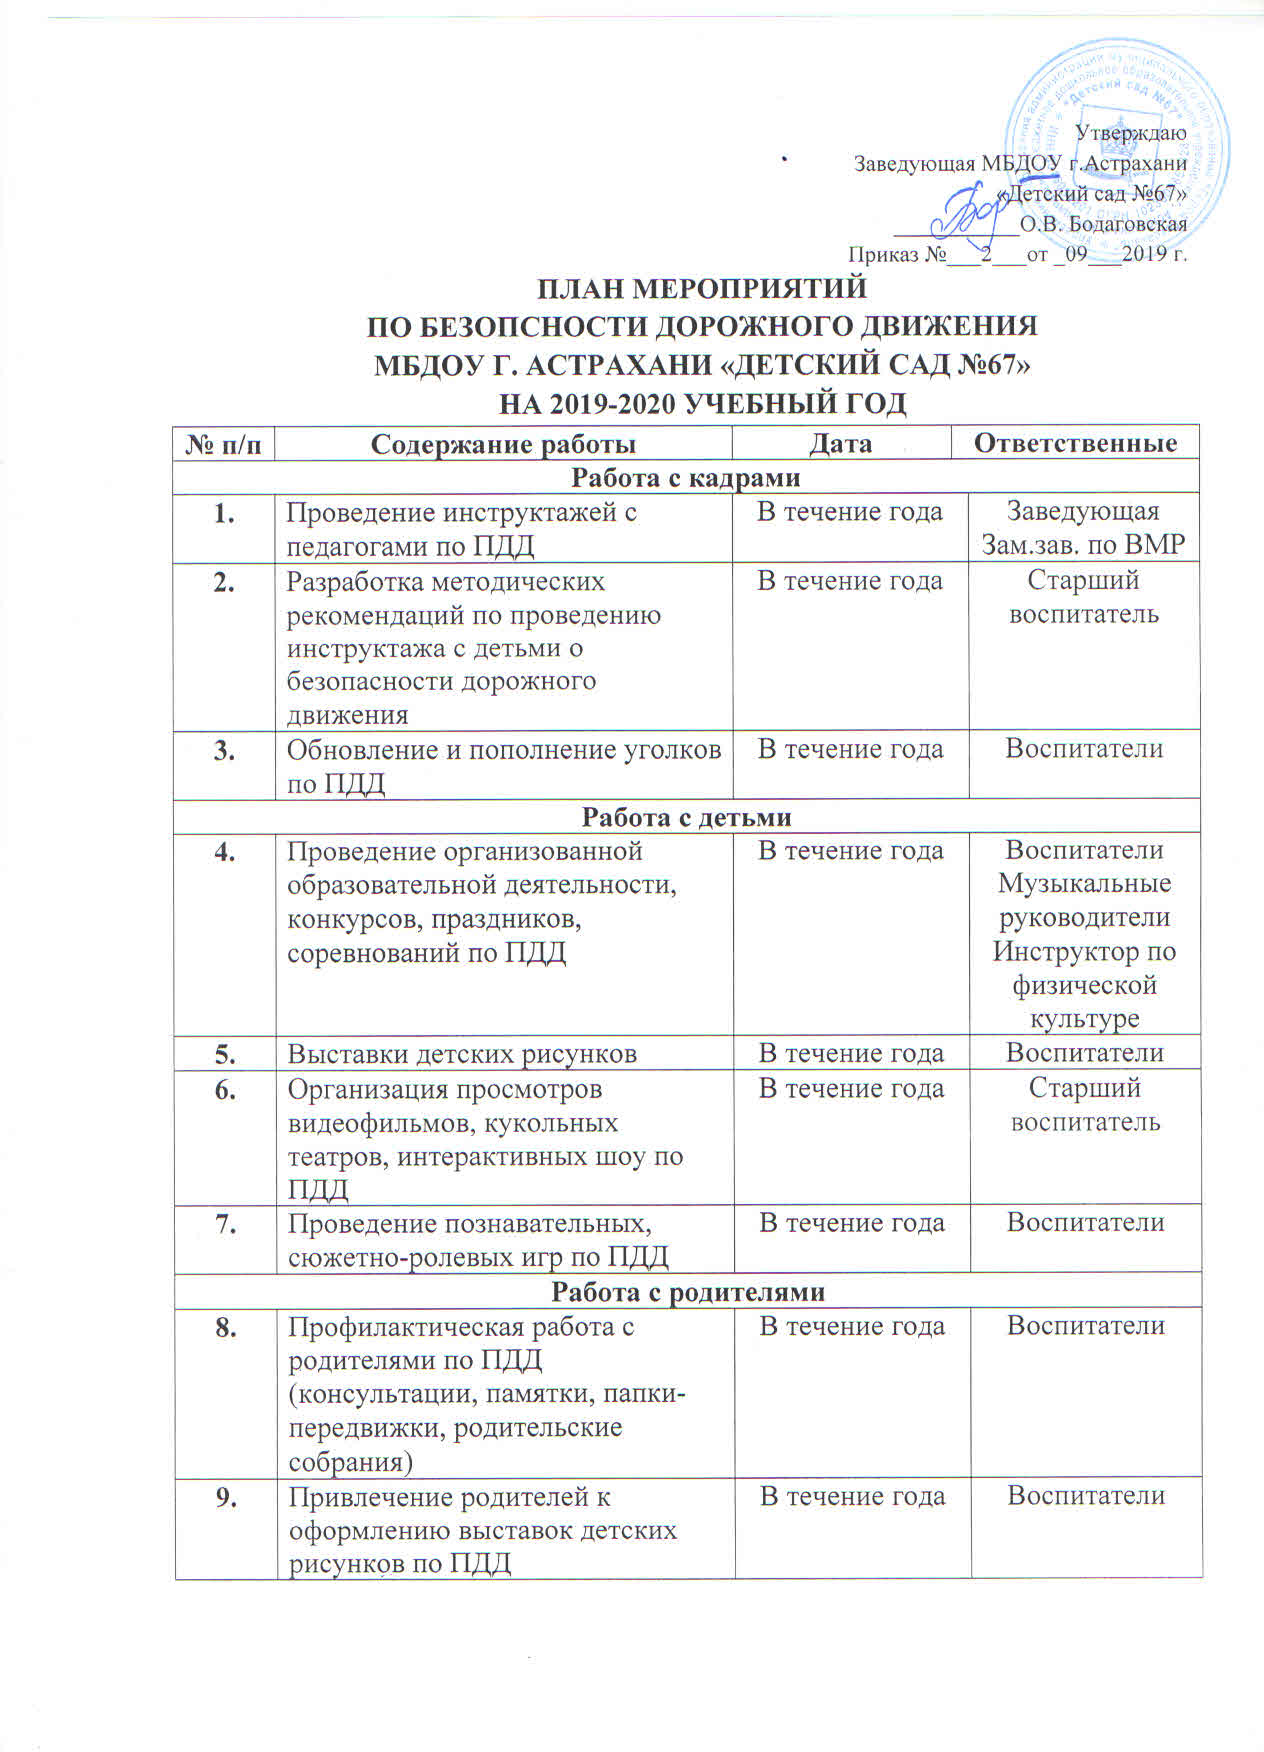 Утверждаю
Заведующая МБДОУ г.Астрахани
«Детский сад №67»
___________О.В. Бодаговская
Приказ №___2___от _09___2019 г.
ПЛАН МЕРОПРИЯТИЙ
ПО БЕЗОПСНОСТИ ДОРОЖНОГО ДВИЖЕНИЯ
МБДОУ Г. АСТРАХАНИ «ДЕТСКИЙ САД №67»
НА 2019-2020 УЧЕБНЫЙ ГОД
№ п/п Содержание работы Дата Ответственные
Работа с кадрами
1. Проведение инструктажей с В течение года Заведующая
педагогами по ПДД Зам.зав. по ВМР
2. Разработка методических В течение года Старший
рекомендаций по проведению воспитатель
инструктажа с детьми о
безопасности дорожного
движения
3. Обновление и пополнение уголков В течение года Воспитатели
по ПДД
Работа с детьми
4. Проведение организованной В течение года Воспитатели
образовательной деятельности, Музыкальные
конкурсов, праздников, руководители
соревнований по ПДД Инструктор по
физической
культуре
5. Выставки детских рисунков В течение года Воспитатели
6. Организация просмотров В течение года Старший
видеофильмов, кукольных воспитатель
театров, интерактивных шоу по
ПДД
7. Проведение познавательных, В течение года Воспитатели
сюжетно-ролевых игр по ПДД
Работа с родителями
8. Профилактическая работа с В течение года Воспитатели
родителями по ПДД
(консультации, памятки, папки-
передвижки, родительские
собрания)
9. Привлечение родителей к В течение года Воспитатели
оформлению выставок детских
рисунков по ПДД
«Детский сад №67»